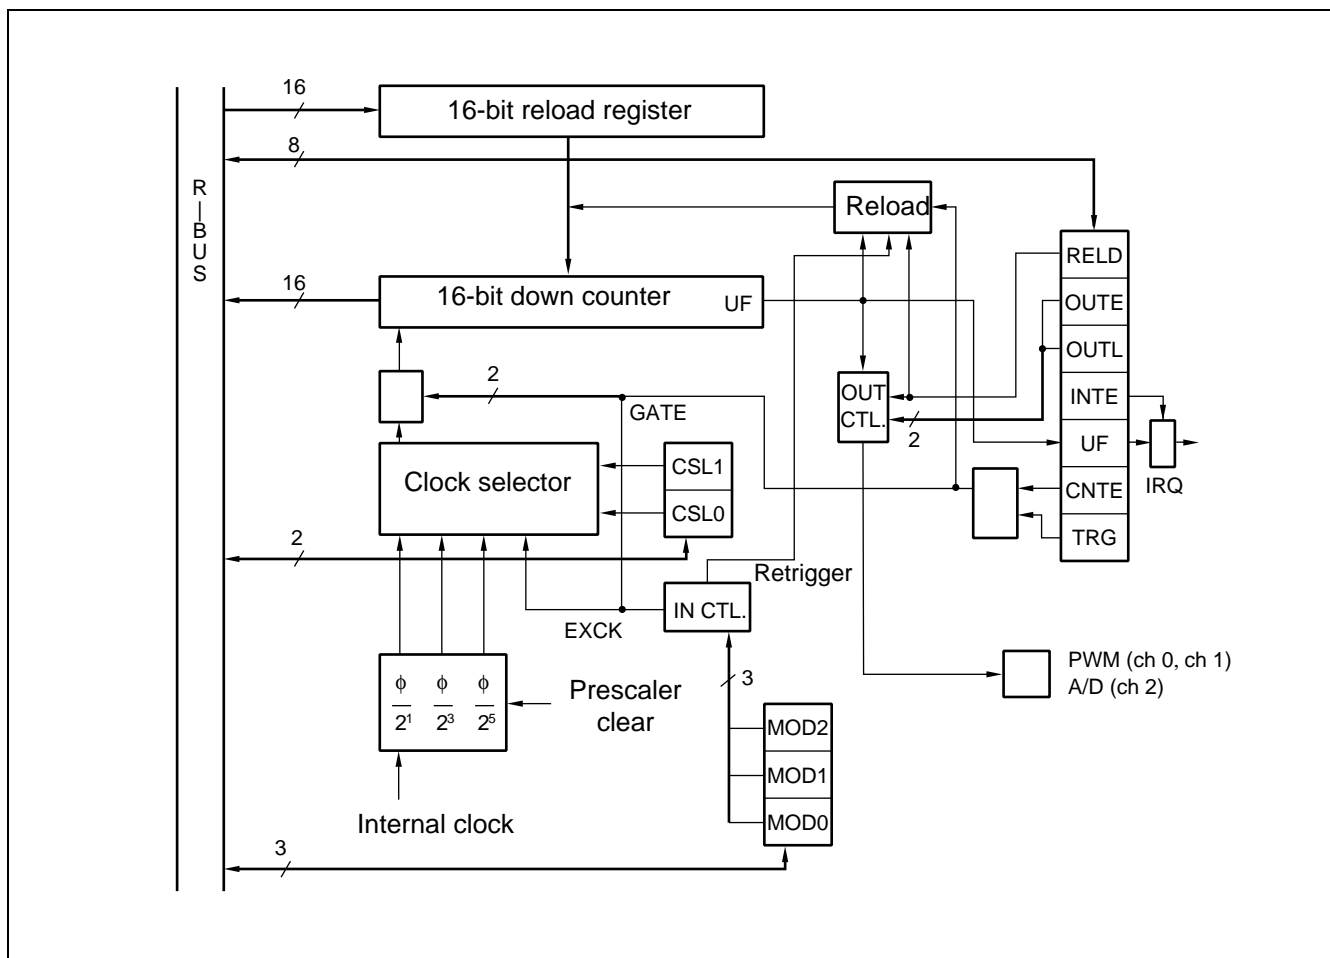 16
16-bit reload register
8
R
|
B
U
S
Reload
RELD
16
16-bit down counter
UF
OUTE
OUTL
2
GATE
OUT
CTL.
2
INTE
UF
IRQ
Clock selector
CSL1
CSL0
CNTE
TRG
2
Retrigger
EXCK
IN CTL.
3
PWM (ch 0, ch 1)
A/D (ch 2)
ϕ ϕ ϕ
2¹ 2³ 2⁵
Prescaler
clear
MOD2
MOD1
MOD0
Internal clock
3